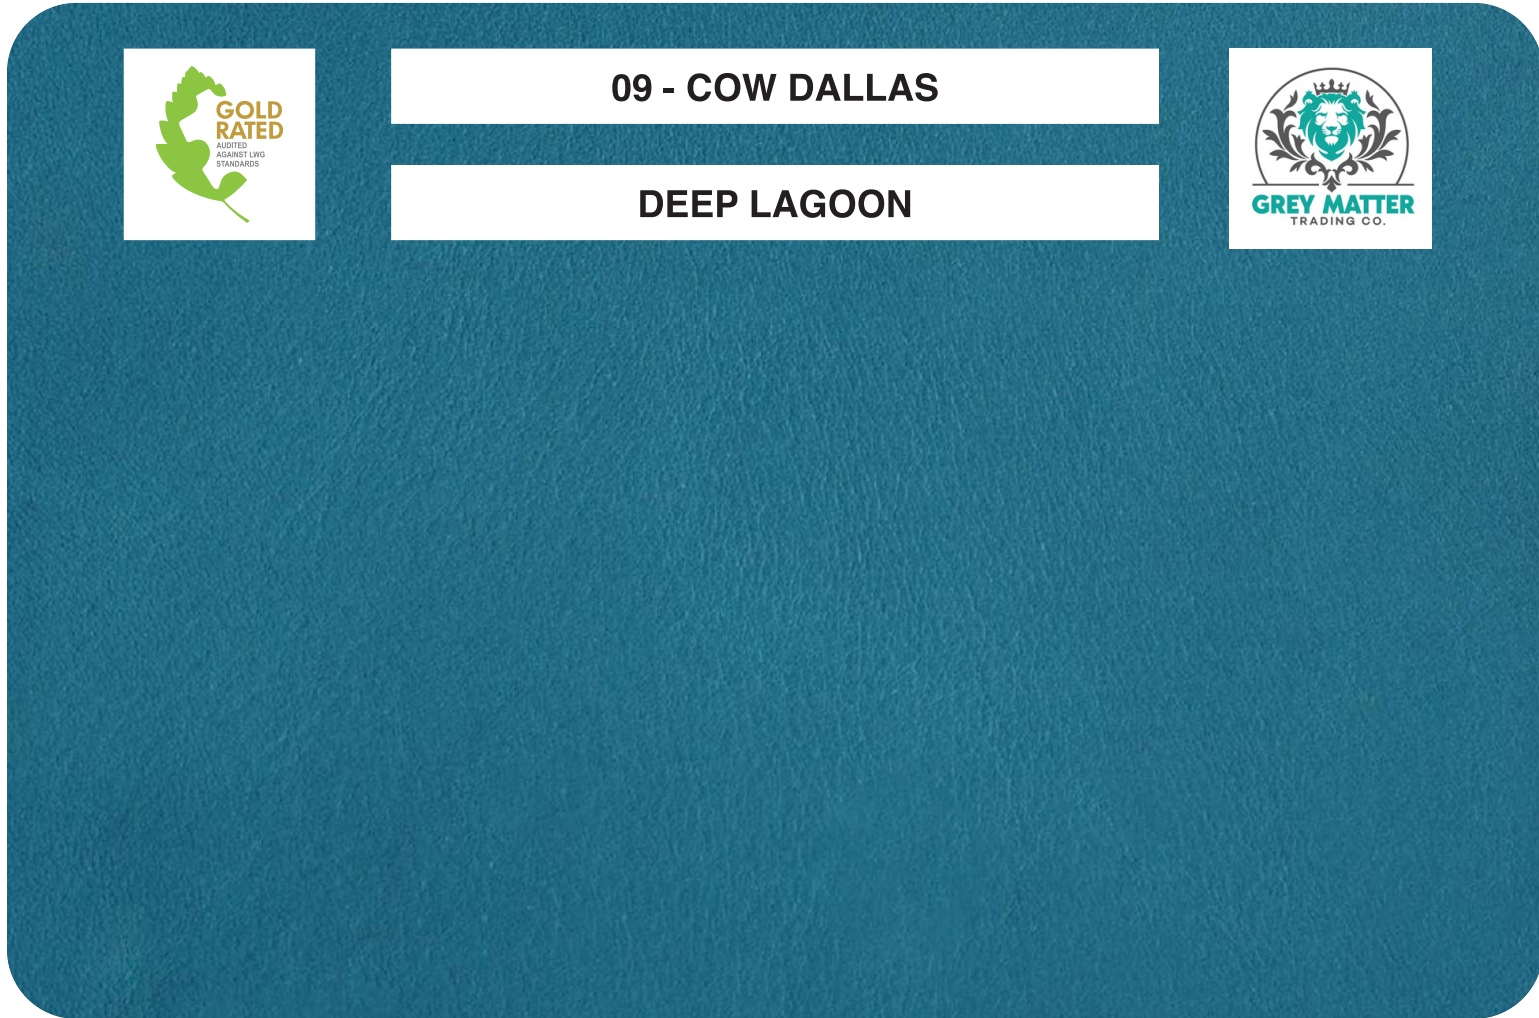 GOLD
RATED
AUDITED
AGAINST LWG
STANDARDS
09 - COW DALLAS
DEEP LAGOON
GREY MATTER
TRADING CO.